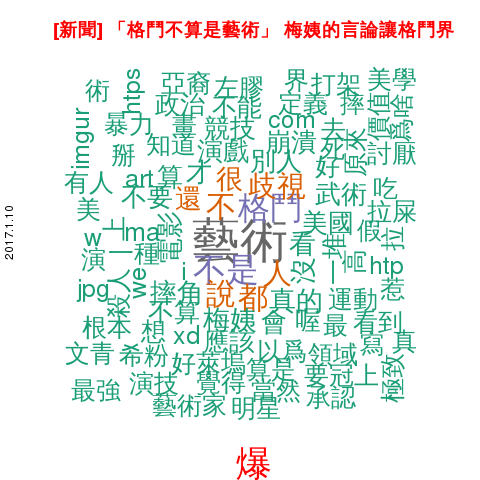 [新聞] 「格鬥不算是藝術」 梅姨的言論讓格鬥界
2017.1.10
術 https 亞裔 左膠 界 打架 美學
政治 不能 定義 摔 價值 啥
imgur 暴力 畫 競技 com 崩潰 去 為
掰 知道 演戲 別人 死 好 原來 討厭
有人 art 算 才 很 歧視 武術 吃
不要 還 不 格鬥 拉屎
美 上 ma 電影 藝術 美國 假 拉
w 演 一種 看 一堆 高 htp
i 不是 人 沒 惹
jpg 殺人 we 摔角 說 都 真的 運動
不算 梅姨 會 喔 最 看到
根本 想 xd 應該 以為 領域 寫 真
文青 希粉 好萊塢 算是 要冠上 極致
最強 演技 覺得 當然 承認
藝術家 明星
爆